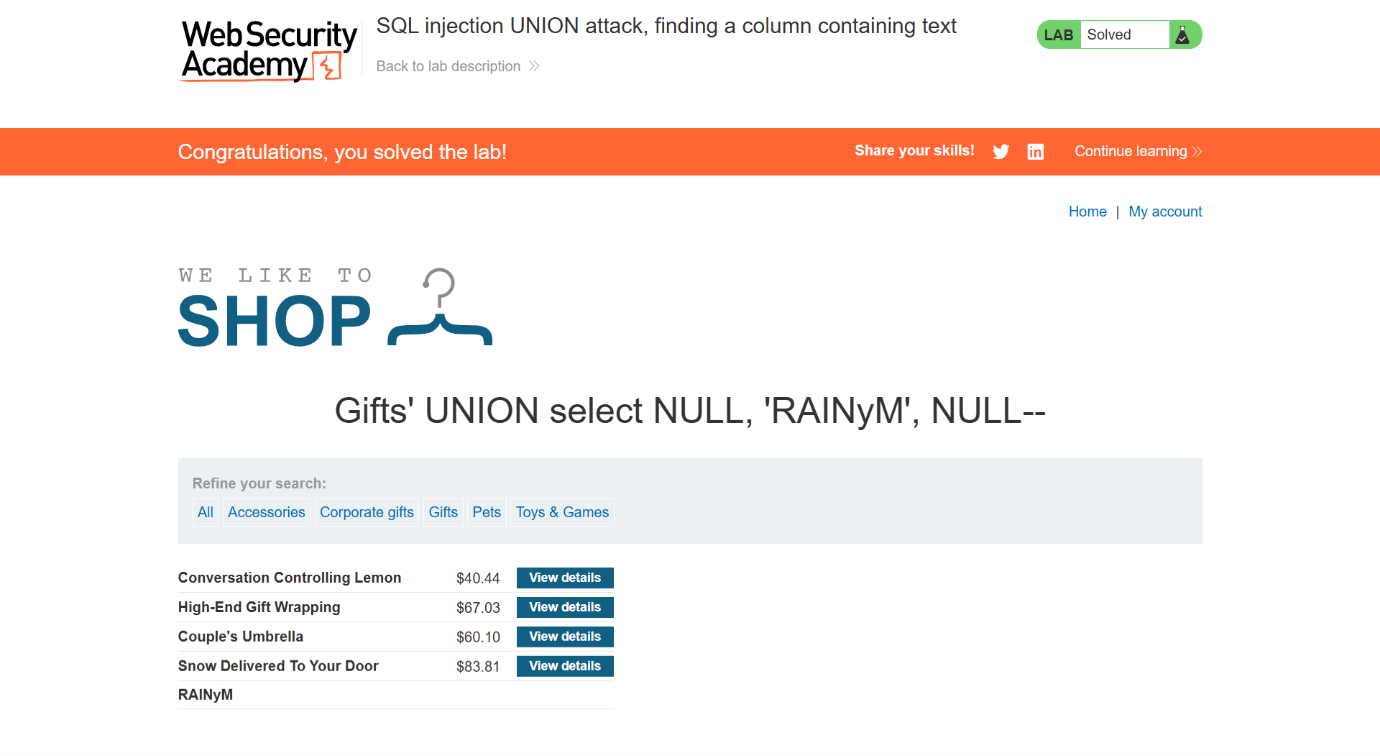 Web Security
Academy
SQL injection UNION attack, finding a column containing text
Back to lab description
LAB Solved
Congratulations, you solved the lab!
Share your skills!
Continue learning
Home | My account
WE LIKE TO
SHOP
Gifts' UNION select NULL, 'RAINyM', NULL--
Refine your search:
All Accessories Corporate gifts Gifts Pets Toys & Games
Conversation Controlling Lemon $40.44 View details
High-End Gift Wrapping $67.03 View details
Couple's Umbrella $60.10 View details
Snow Delivered To Your Door $83.81 View details
RAINyM